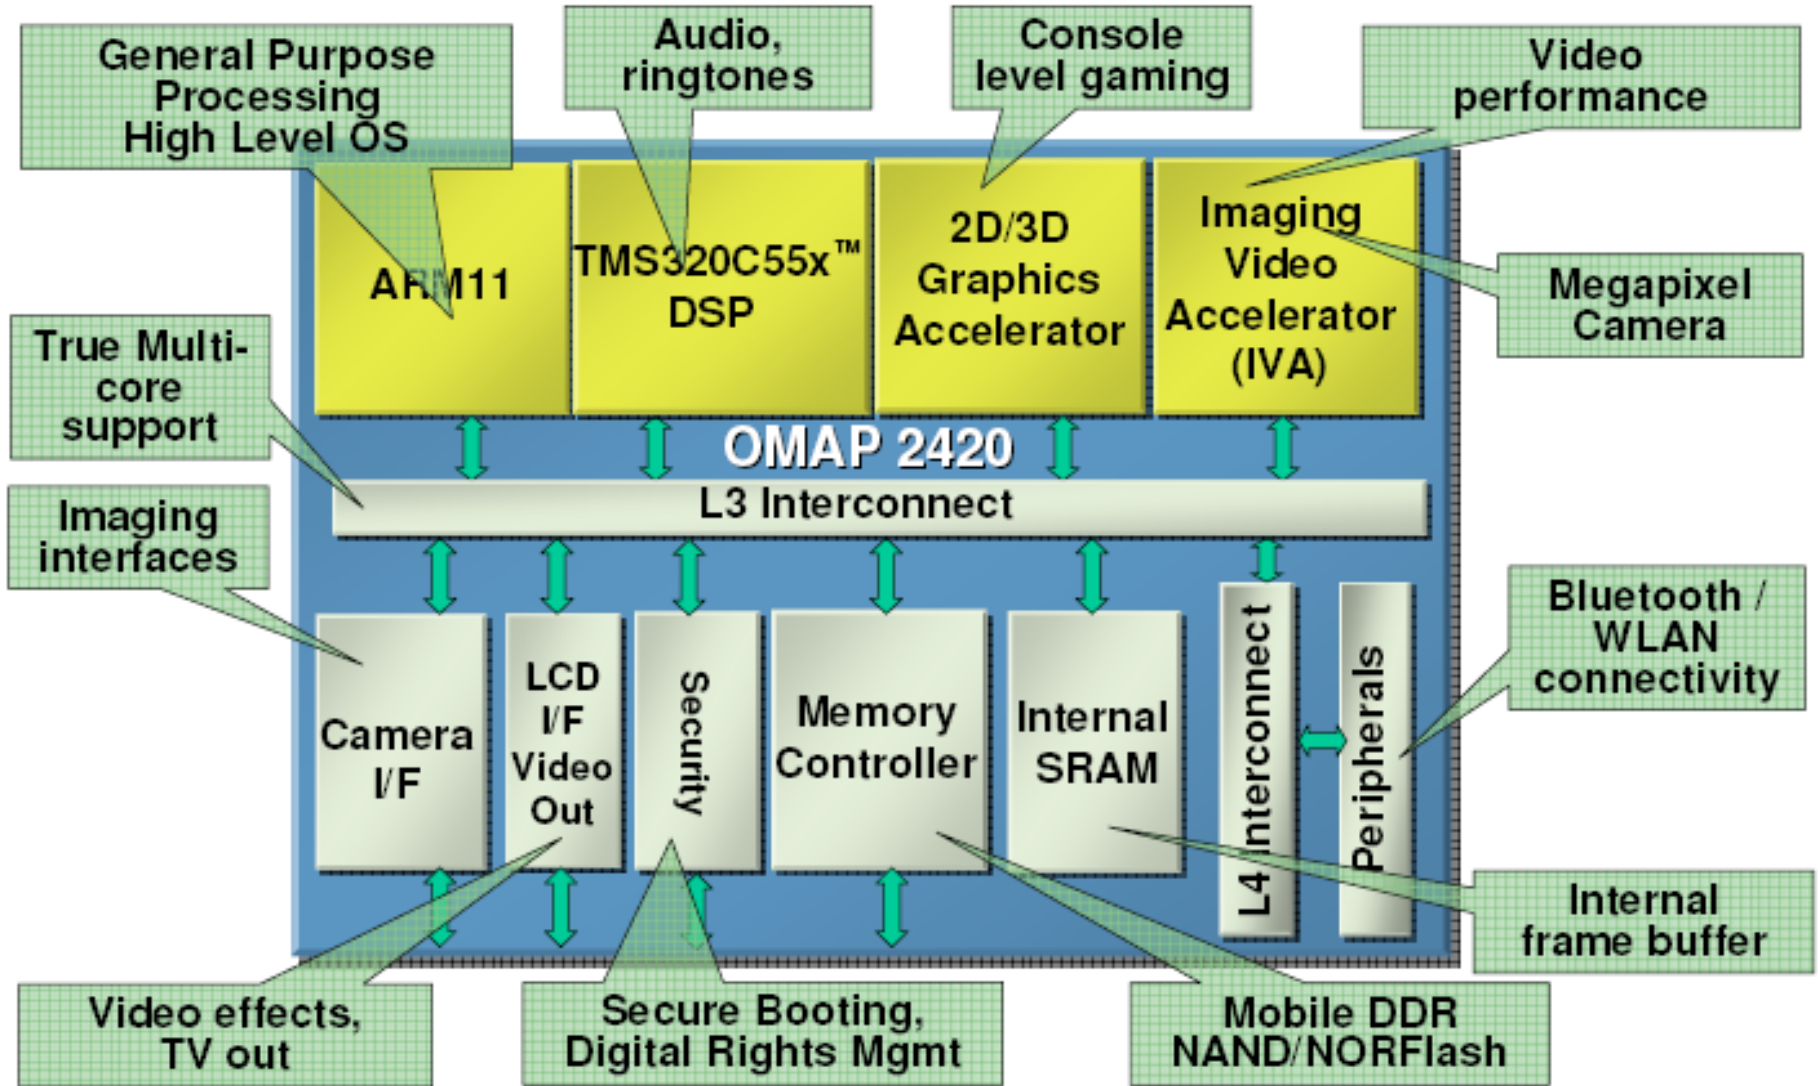 General Purpose
Processing
High Level OS
Audio,
ringtones
Console
level gaming
Video
performance
ARM11
TMS320C55x™
DSP
2D/3D
Graphics
Accelerator
Imaging
Video
Accelerator
(IVA)
Megapixel
Camera
True Multi-
core
support
OMAP 2420
L3 Interconnect
Imaging
interfaces
Camera
I/F
LCD
I/F
Video
Out
Security
Memory
Controller
Internal
SRAM
L4 Interconnect
Peripherals
Bluetooth /
WLAN
connectivity
Internal
frame buffer
Video effects,
TV out
Secure Booting,
Digital Rights Mgmt
Mobile DDR
NAND/NORFlash